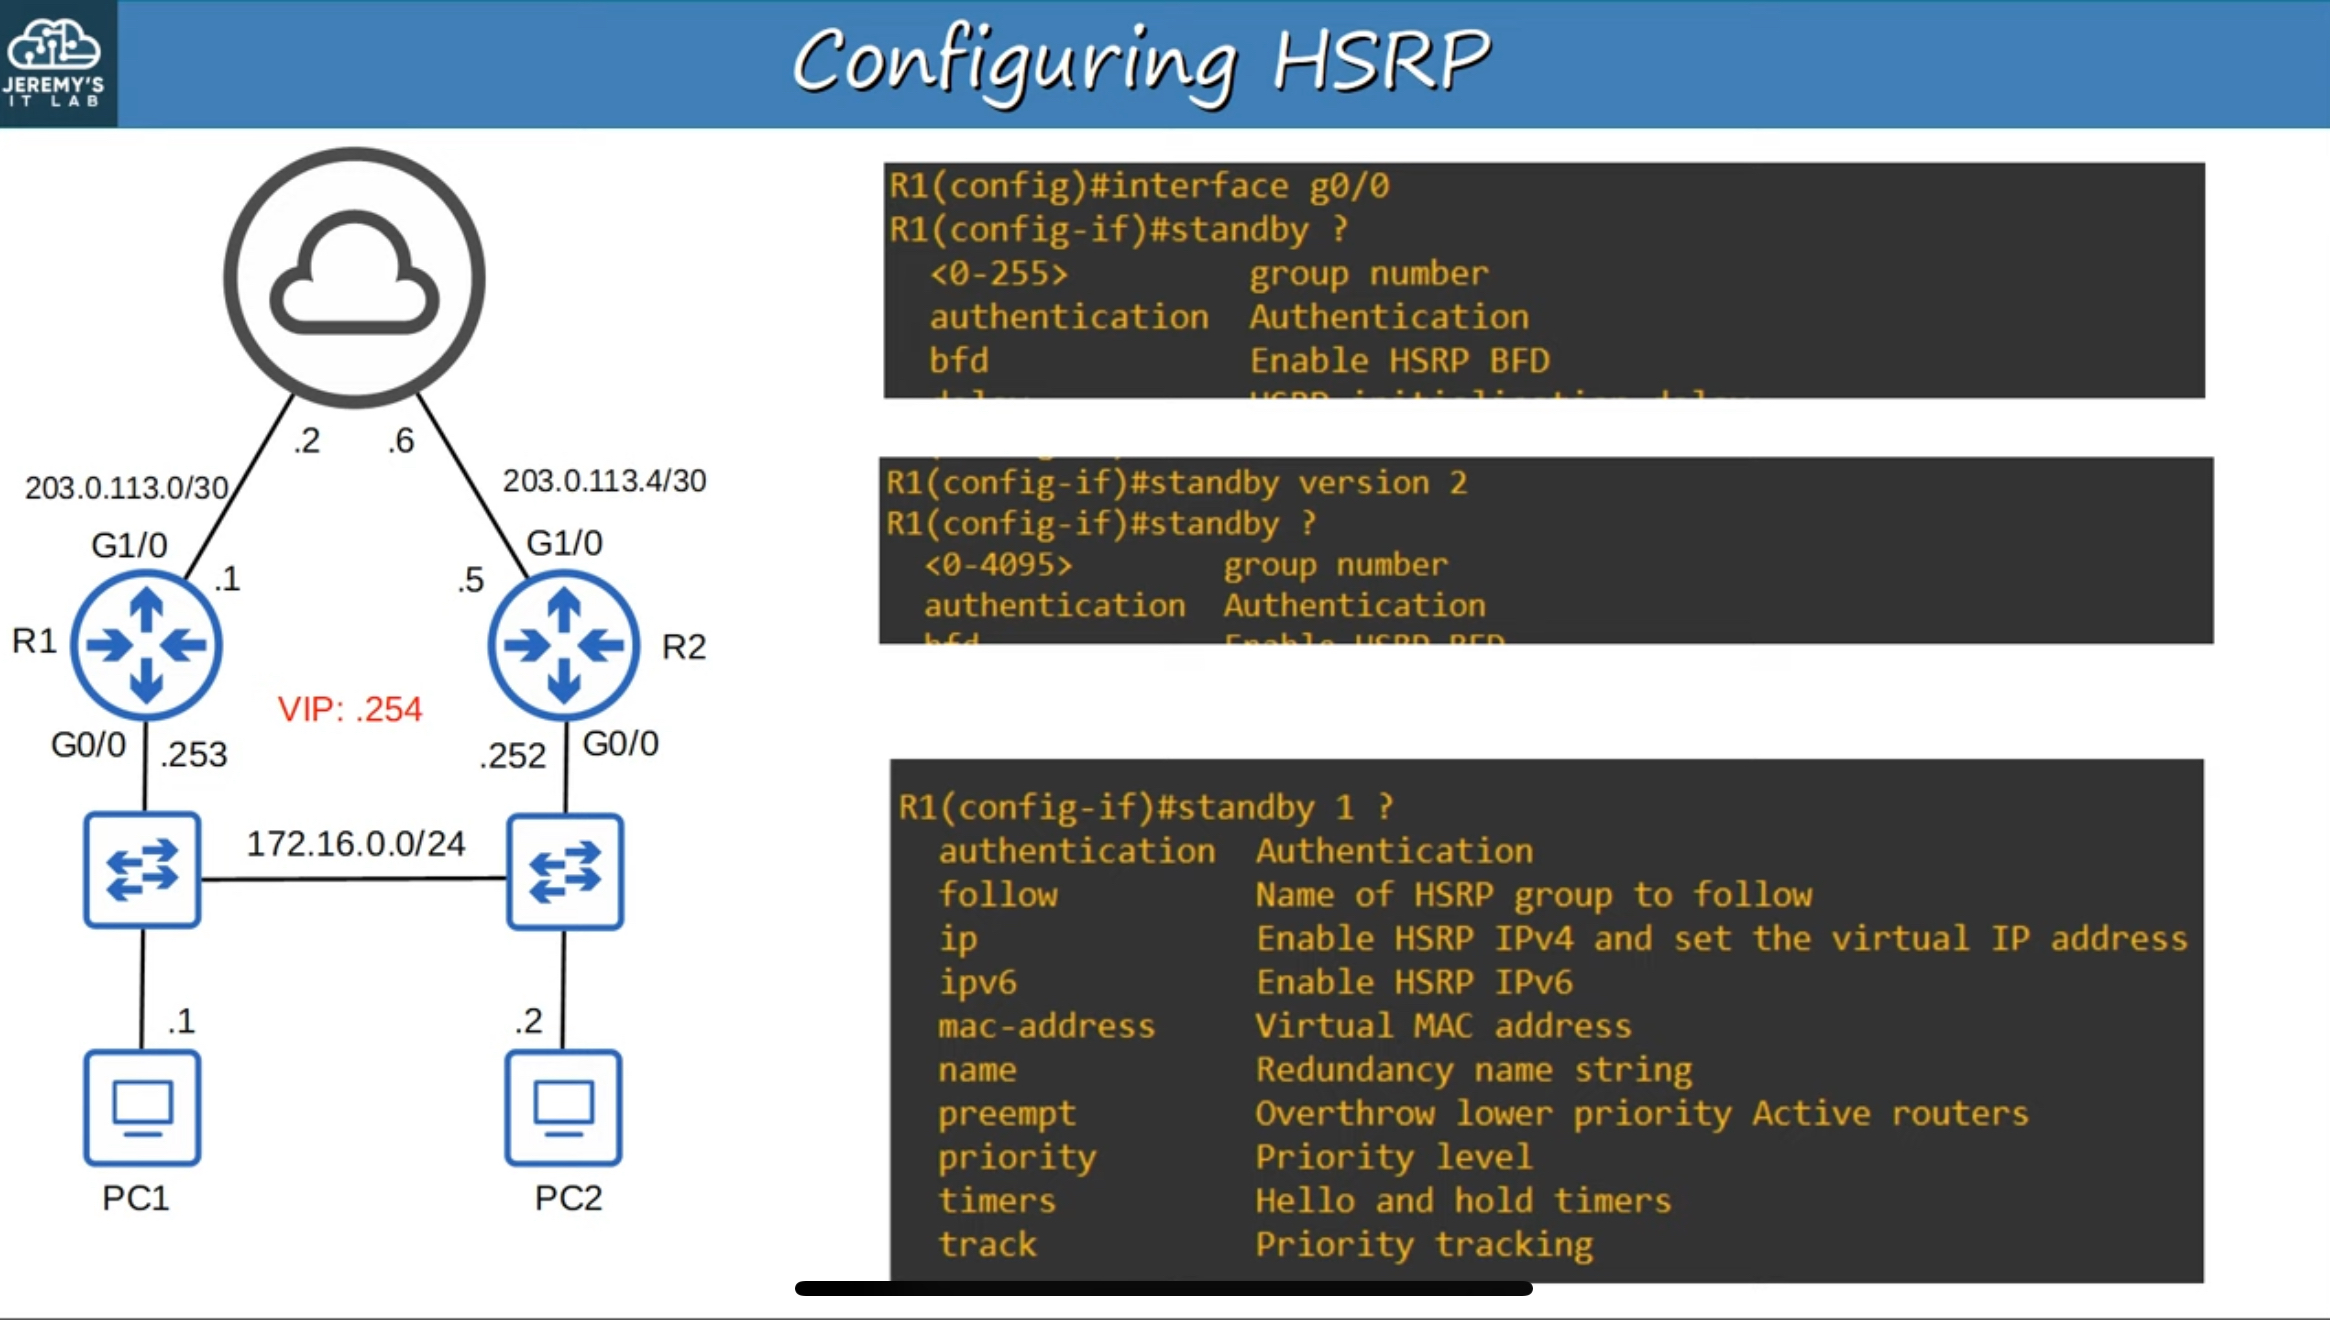 JEREMY'S
IT LAB
Configuring HSRP
.2
.6
203.0.113.0/30
203.0.113.4/30
G1/0
G1/0
.1
.5
R1
R2
VIP: .254
G0/0
.253
.252
G0/0
172.16.0.0/24
.1
.2
PC1
PC2
R1(config)#interface g0/0
R1(config-if)#standby ?
<0-255> group number
authentication Authentication
bfd Enable HSRP BFD
R1(config-if)#standby version 2
R1(config-if)#standby ?
<0-4095> group number
authentication Authentication
bfd Enable HSRP BFD
R1(config-if)#standby 1 ?
authentication Authentication
follow Name of HSRP group to follow
ip Enable HSRP IPv4 and set the virtual IP address
ipv6 Enable HSRP IPv6
mac-address Virtual MAC address
name Redundancy name string
preempt Overthrow lower priority Active routers
priority Priority level
timers Hello and hold timers
track Priority tracking